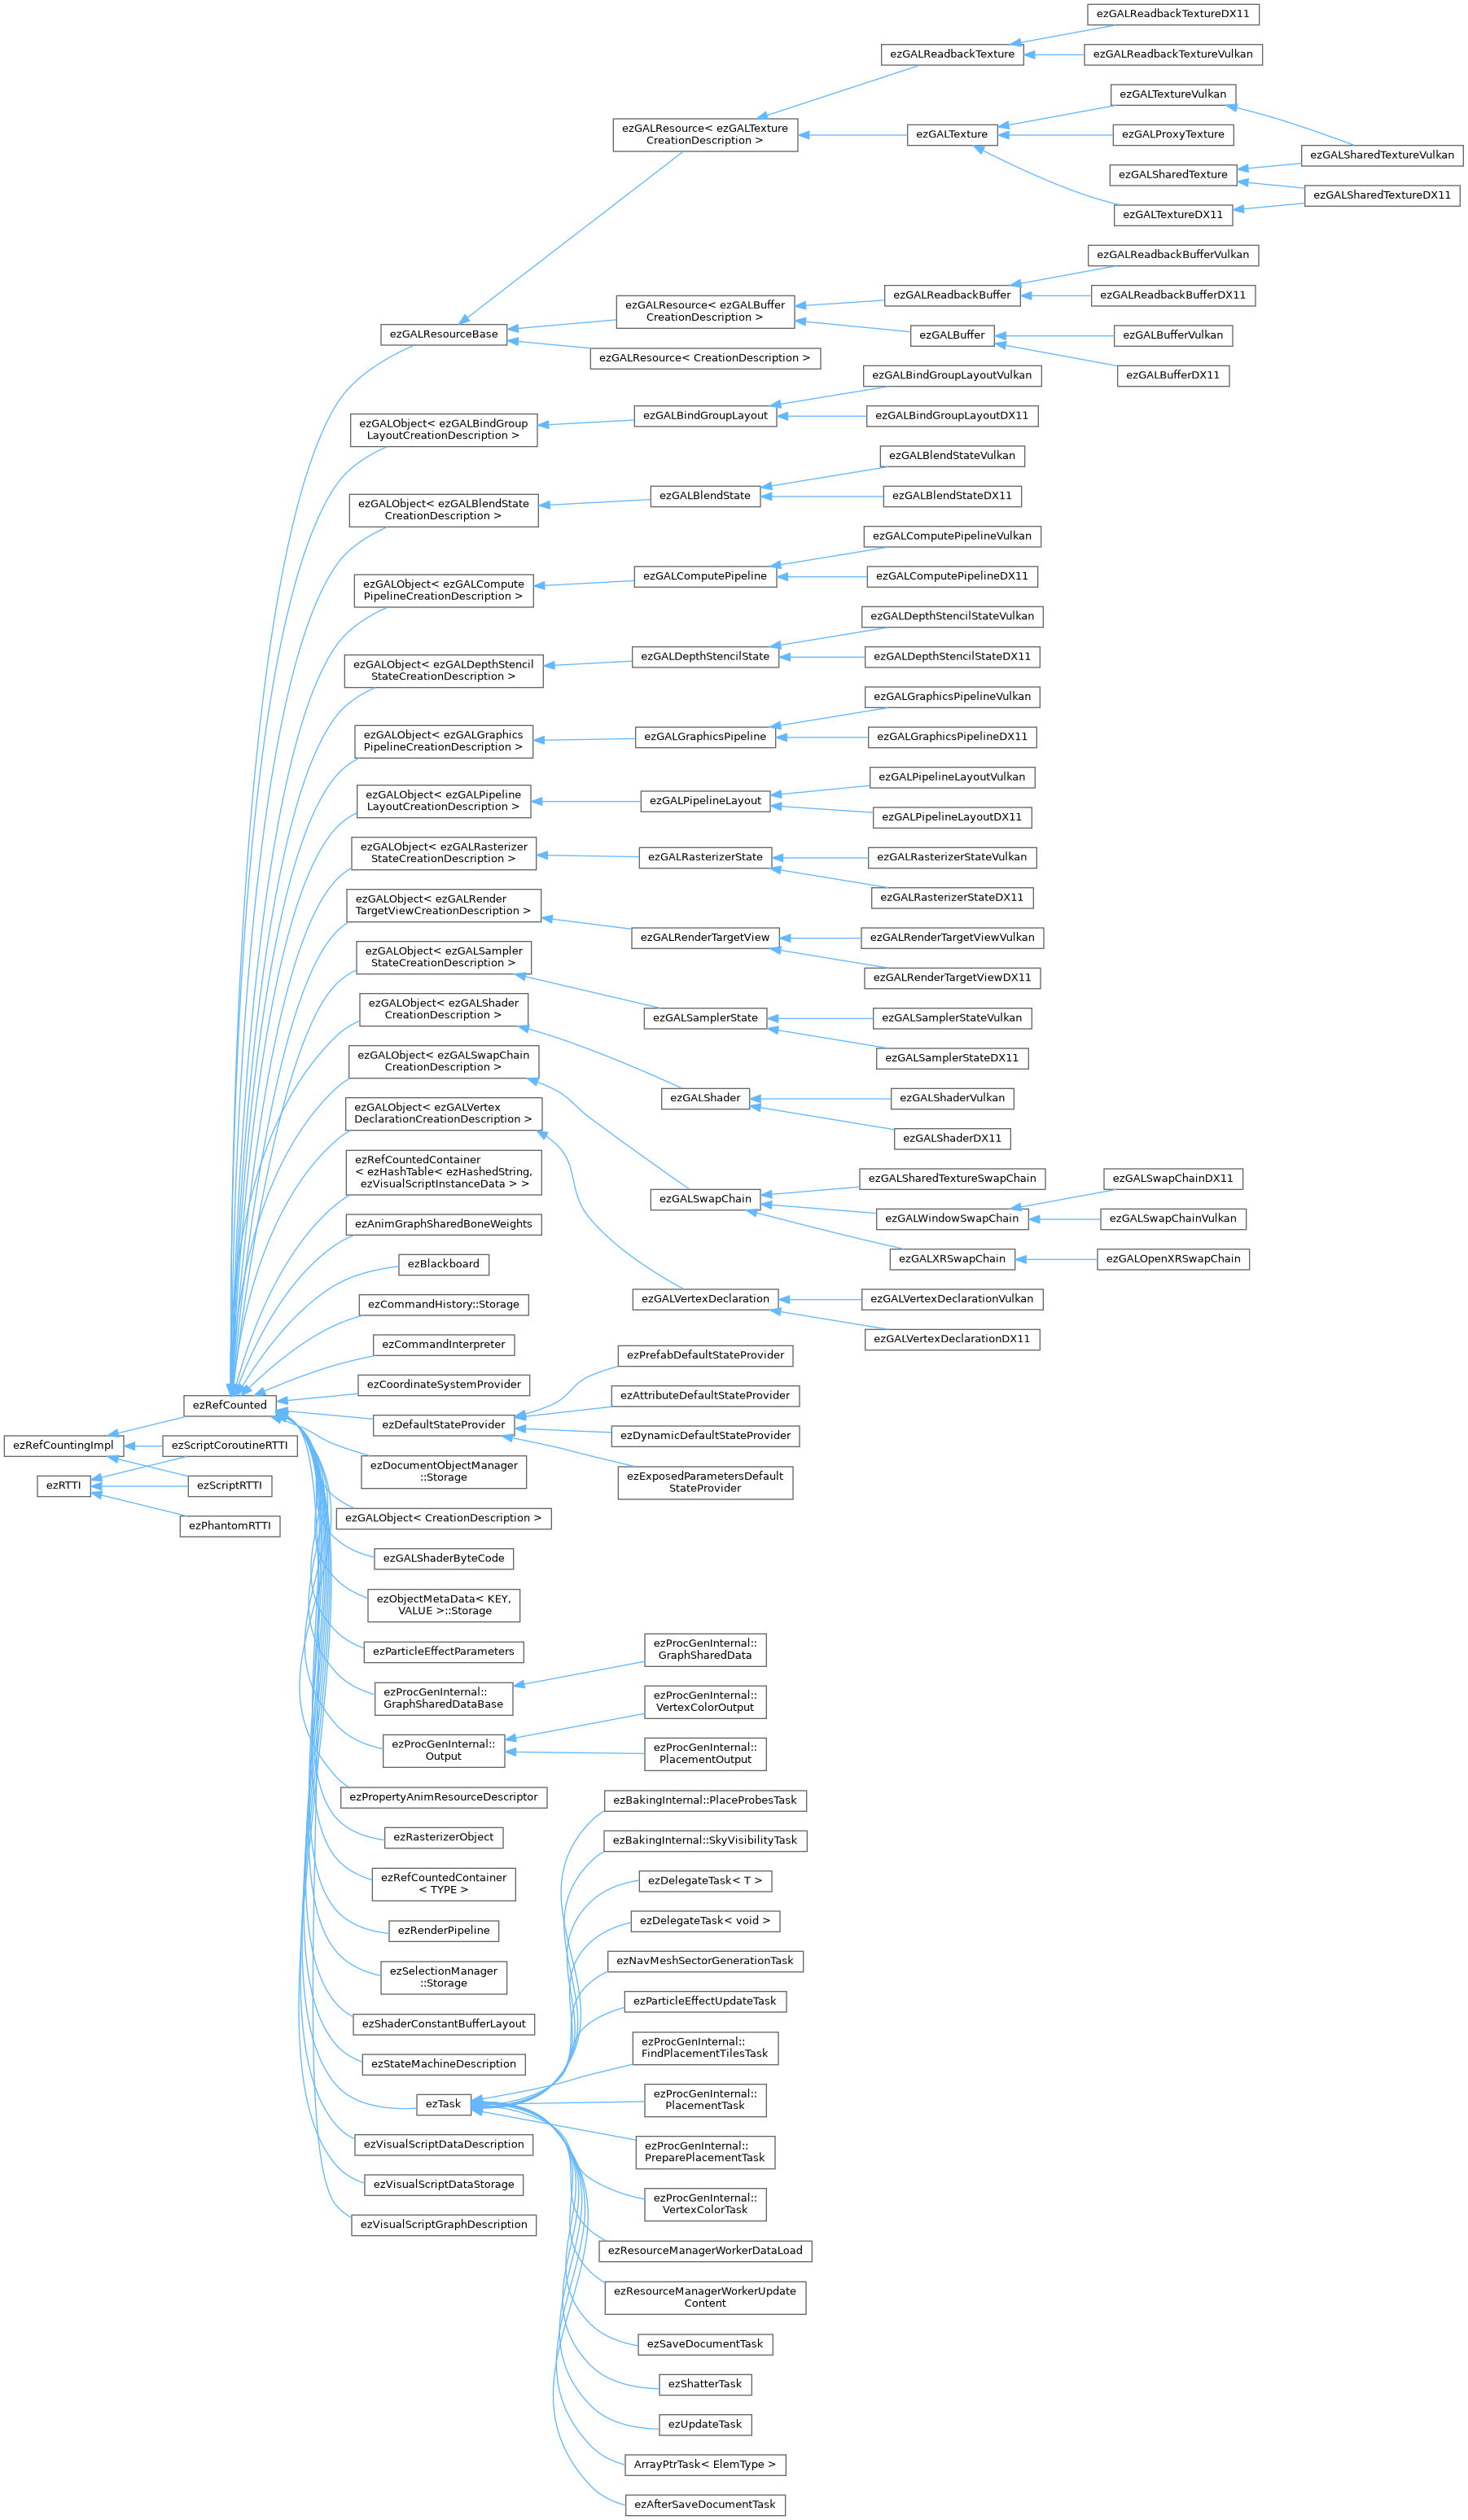 ezGALReadbackTextureDX11
ezGALReadbackTexture
ezGALReadbackTextureVulkan
ezGALTextureVulkan
ezGALResource< ezGALTexture
CreationDescription >
ezGALTexture
ezGALProxyTexture
ezGALSharedTextureVulkan
ezGALSharedTexture
ezGALSharedTextureDX11
ezGALTextureDX11
ezGALReadbackBufferVulkan
ezGALResource< ezGALBuffer
CreationDescription >
ezGALReadbackBuffer
ezGALReadbackBufferDX11
ezGALResourceBase
ezGALBuffer
ezGALBufferVulkan
ezGALResource< CreationDescription >
ezGALBufferDX11
ezGALBindGroupLayoutVulkan
ezGALObject< ezGALBindGroup
LayoutCreationDescription >
ezGALBindGroupLayout
ezGALBindGroupLayoutDX11
ezGALBlendStateVulkan
ezGALObject< ezGALBlendState
CreationDescription >
ezGALBlendState
ezGALBlendStateDX11
ezGALComputePipelineVulkan
ezGALObject< ezGALCompute
PipelineCreationDescription >
ezGALComputePipeline
ezGALComputePipelineDX11
ezGALDepthStencilStateVulkan
ezGALObject< ezGALDepthStencil
StateCreationDescription >
ezGALDepthStencilState
ezGALDepthStencilStateDX11
ezGALGraphicsPipelineVulkan
ezGALObject< ezGALGraphics
PipelineCreationDescription >
ezGALGraphicsPipeline
ezGALGraphicsPipelineDX11
ezGALPipelineLayoutVulkan
ezGALObject< ezGALPipeline
LayoutCreationDescription >
ezGALPipelineLayout
ezGALPipelineLayoutDX11
ezGALObject< ezGALRasterizer
StateCreationDescription >
ezGALRasterizerState
ezGALRasterizerStateVulkan
ezGALRasterizerStateDX11
ezGALObject< ezGALRender
TargetViewCreationDescription >
ezGALRenderTargetView
ezGALRenderTargetViewVulkan
ezGALRenderTargetViewDX11
ezGALObject< ezGALSampler
StateCreationDescription >
ezGALSamplerState
ezGALSamplerStateVulkan
ezGALSamplerStateDX11
ezGALObject< ezGALShader
CreationDescription >
ezGALShader
ezGALShaderVulkan
ezGALShaderDX11
ezGALObject< ezGALSwapChain
CreationDescription >
ezGALSwapChain
ezGALSharedTextureSwapChain
ezGALWindowSwapChain
ezGALSwapChainDX11
ezGALSwapChainVulkan
ezGALXRSwapChain
ezGALOpenXRSwapChain
ezGALObject< ezGALVertex
DeclarationCreationDescription >
ezGALVertexDeclaration
ezGALVertexDeclarationVulkan
ezGALVertexDeclarationDX11
ezRefCountedContainer
< ezHashTable< ezHashedString,
ezVisualScriptInstanceData > >
ezAnimGraphSharedBoneWeights
ezBlackboard
ezCommandHistory::Storage
ezCommandInterpreter
ezCoordinateSystemProvider
ezRefCounted
ezDefaultStateProvider
ezPrefabDefaultStateProvider
ezAttributeDefaultStateProvider
ezDynamicDefaultStateProvider
ezExposedParametersDefault
StateProvider
ezRefCountingImpl
ezScriptCoroutineRTTI
ezRTTI
ezScriptRTTI
ezPhantomRTTI
ezDocumentObjectManager
::Storage
ezGALObject< CreationDescription >
ezGALShaderByteCode
ezObjectMetaData< KEY,
VALUE >::Storage
ezParticleEffectParameters
ezProcGenInternal::
GraphSharedDataBase
ezProcGenInternal::
GraphSharedData
ezProcGenInternal::
Output
ezProcGenInternal::
VertexColorOutput
ezProcGenInternal::
PlacementOutput
ezPropertyAnimResourceDescriptor
ezRasterizerObject
ezRefCountedContainer
< TYPE >
ezRenderPipeline
ezSelectionManager
::Storage
ezShaderConstantBufferLayout
ezStateMachineDescription
ezTask
ezBakingInternal::PlaceProbesTask
ezBakingInternal::SkyVisibilityTask
ezDelegateTask< T >
ezDelegateTask< void >
ezNavMeshSectorGenerationTask
ezParticleEffectUpdateTask
ezProcGenInternal::
FindPlacementTilesTask
ezProcGenInternal::
PlacementTask
ezProcGenInternal::
PreparePlacementTask
ezProcGenInternal::
VertexColorTask
ezResourceManagerWorkerDataLoad
ezResourceManagerWorkerUpdate
Content
ezSaveDocumentTask
ezShatterTask
ezUpdateTask
ArrayPtrTask< ElemType >
ezAfterSaveDocumentTask
ezVisualScriptDataDescription
ezVisualScriptDataStorage
ezVisualScriptGraphDescription